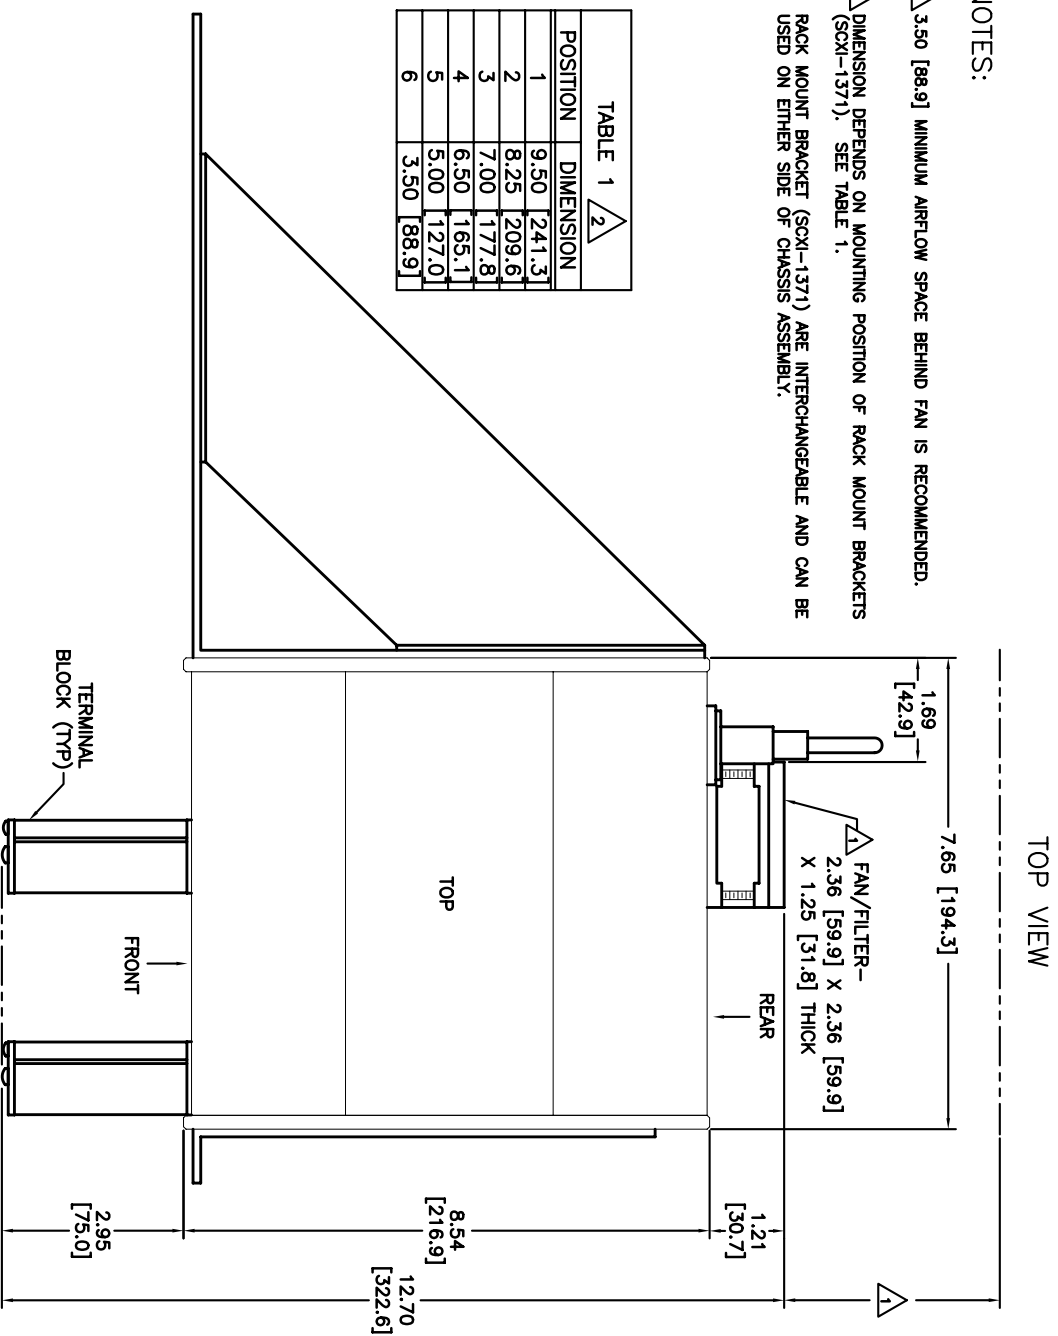 NOTES:
1 3.50 [88.9] MINIMUM AIRFLOW SPACE BEHIND FAN IS RECOMMENDED.
DIMENSION DEPENDS ON MOUNTING POSITION OF RACK MOUNT BRACKETS
(SCXI-1371). SEE TABLE 1.
RACK MOUNT BRACKET (SCXI-1371) ARE INTERCHANGEABLE AND CAN BE
USED ON EITHER SIDE OF CHASSIS ASSEMBLY.
TABLE 1 2
POSITION DIMENSION
1 9.50 [241.3]
2 8.25 [209.6]
3 7.00 [177.8]
4 6.50 [165.1]
5 5.00 [127.0]
6 3.50 [88.9]
TOP VIEW
7.65 [194.3]
1.69
[42.9]
1 FAN/FILTER-
2.36 [59.9] X 2.36 [59.9]
X 1.25 [31.8] THICK
REAR
TOP
FRONT
TERMINAL
BLOCK (TYP)
1
1.21
[30.7]
8.54
[216.9]
12.70
[322.6]
2.95
[75.0]